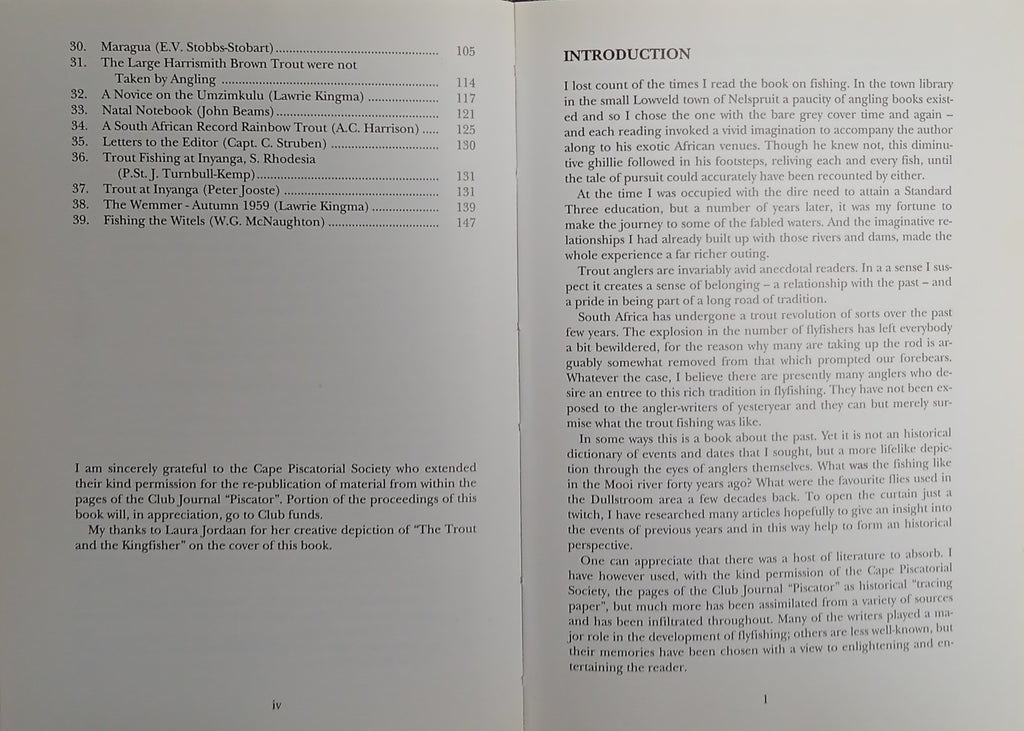 30. Maragua (E.V. Stobbs-Stobart) 105
31. The Large Harrismith Brown Trout were not
Taken by Angling 114
32. A Novice on the Umzimkulu (Lawrie Kingma) 117
33. Natal Notebook (John Beams) 121
34. A South African Record Rainbow Trout (A.C. Harrison) 125
35. Letters to the Editor (Capt. C. Struben) 130
36. Trout Fishing at Inyanga, S. Rhodesia
(P.St. J. Turnbull-Kemp) 131
37. Trout at Inyanga (Peter Jooste) 131
38. The Wemmer - Autumn 1959 (Lawrie Kingma) 139
39. Fishing the Witels (W.G. McNaughton) 147
I am sincerely grateful to the Cape Piscatorial Society who extended
their kind permission for the re-publication of material from within the
pages of the Club Journal "Piscator". Portion of the proceedings of this
book will, in appreciation, go to Club funds.
My thanks to Laura Jordaan for her creative depiction of "The Trout
and the Kingfisher" on the cover of this book.
iv
INTRODUCTION
I lost count of the times I read the book on fishing. In the town library
in the small Lowveld town of Nelspruit a paucity of angling books exist-
ed and so I chose the one with the bare grey cover time and again –
and each reading invoked a vivid imagination to accompany the author
along to his exotic African venues. Though he knew not, this diminu-
tive ghillie followed in his footsteps, reliving each and every fish, until
the tale of pursuit could accurately have been recounted by either.
At the time I was occupied with the dire need to attain a Standard
Three education, but a number of years later, it was my fortune to
make the journey to some of the fabled waters. And the imaginative re-
lationships I had already built up with those rivers and dams, made the
whole experience a far richer outing.
Trout anglers are invariably avid anecdotal readers. In a a sense I sus-
pect it creates a sense of belonging – a relationship with the past – and
a pride in being part of a long road of tradition.
South Africa has undergone a trout revolution of sorts over the past
few years. The explosion in the number of flyfishers has left everybody
a bit bewildered, for the reason why many are taking up the rod is ar-
guably somewhat removed from that which prompted our forebears.
Whatever the case, I believe there are presently many anglers who de-
sire an entree to this rich tradition in flyfishing. They have not been ex-
posed to the angler-writers of yesteryear and they can but merely sur-
mise what the trout fishing was like.
In some ways this is a book about the past. Yet it is not an historical
dictionary of events and dates that I sought, but a more lifelike depic-
tion through the eyes of anglers themselves. What was the fishing like
in the Mooi river forty years ago? What were the favourite flies used in
the Dullstroom area a few decades back. To open the curtain just a
twitch, I have researched many articles hopefully to give an insight into
the events of previous years and in this way help to form an historical
perspective.
One can appreciate that there was a host of literature to absorb. I
have however used, with the kind permission of the Cape Piscatorial
Society, the pages of the Club Journal "Piscator" as historical "tracing
paper", but much more has been assimilated from a variety of sources
and has been infiltrated throughout. Many of the writers played a ma-
jor role in the development of flyfishing; others are less well-known, but
their memories have been chosen with a view to enlightening and en-
tertaining the reader.
1